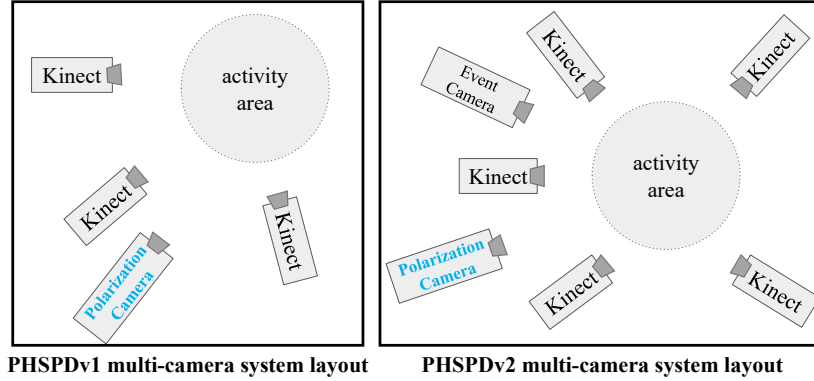 Kinect
activity
area
Kinect
Kinect
Polarization
Camera
PHSPDv1 multi-camera system layout
Kinect
Kinect
Event
Camera
Kinect
activity
area
Polarization
Camera
Kinect
Kinect
PHSPDv2 multi-camera system layout